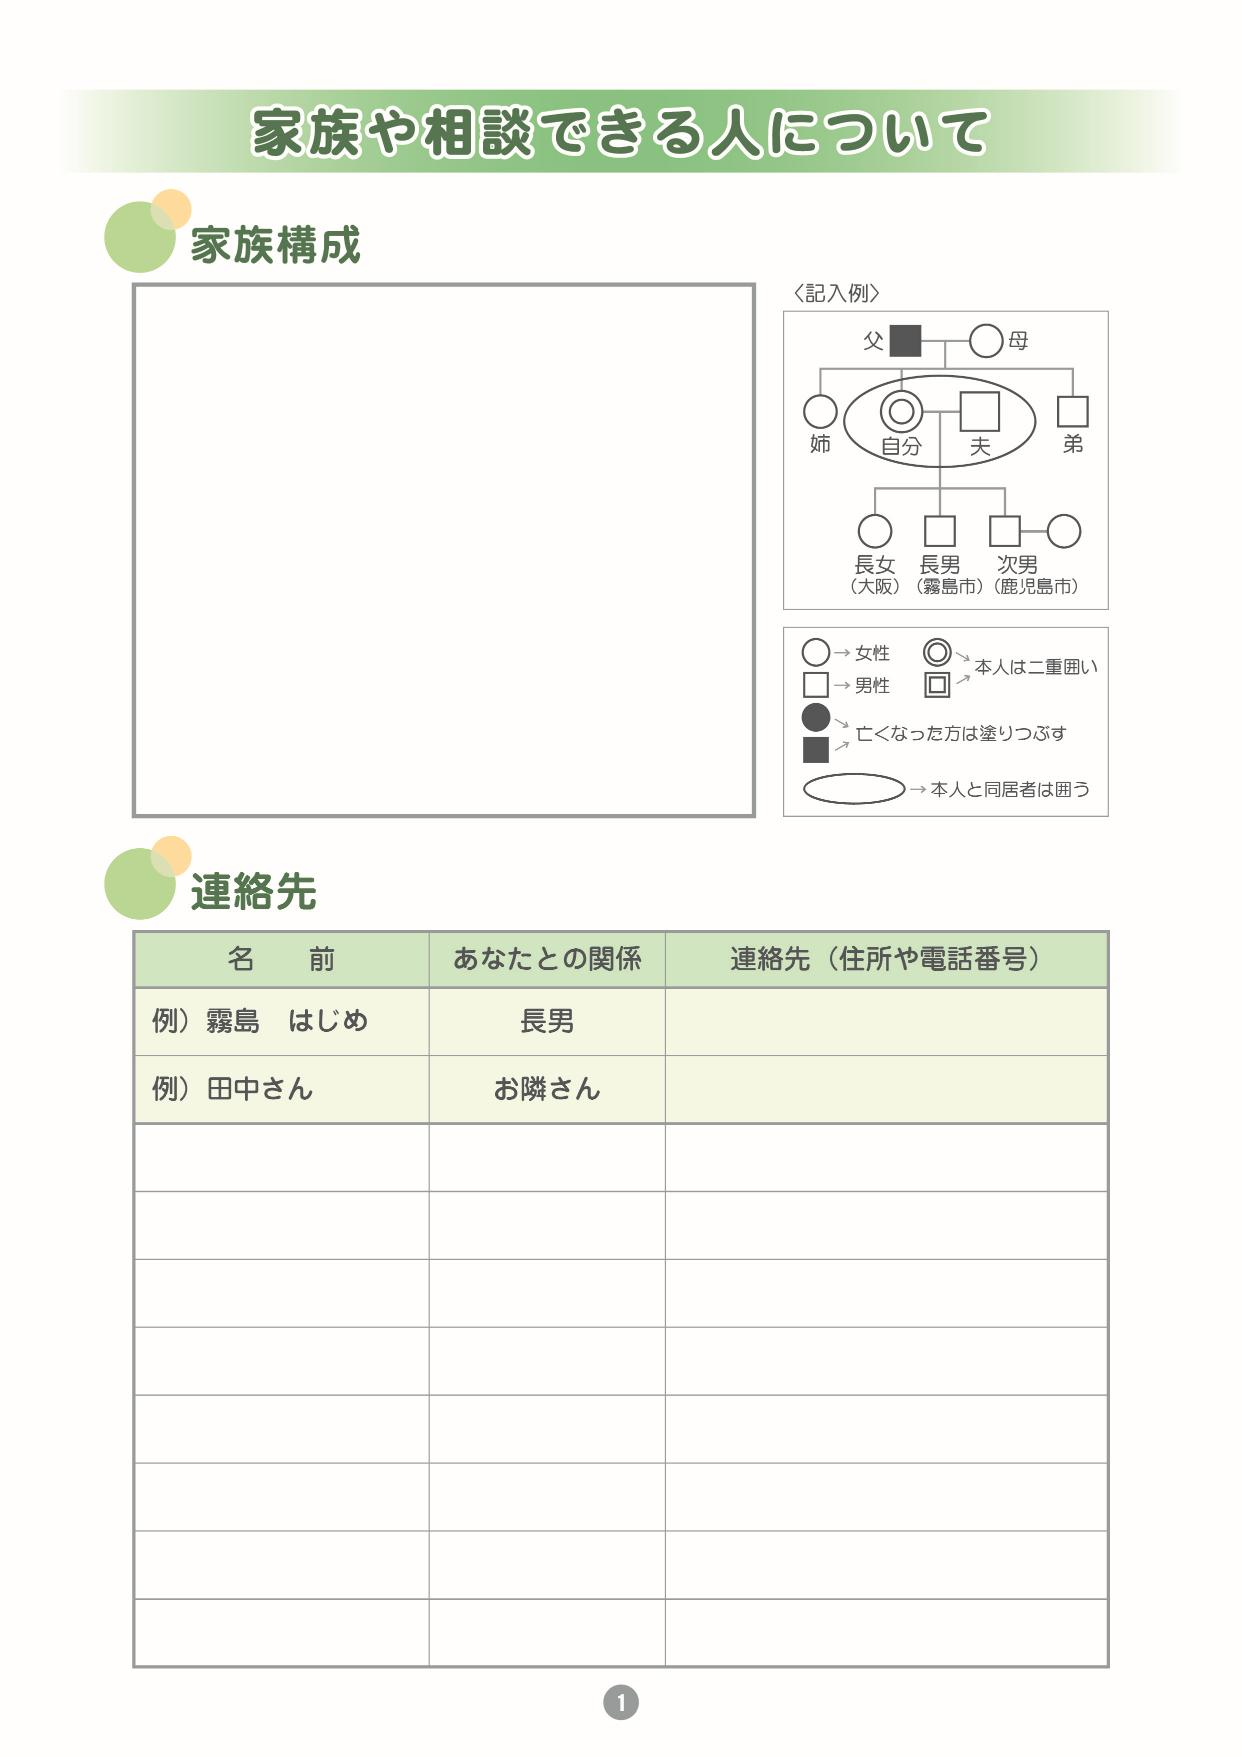 家族や相談できる人について
家族構成
〈記入例〉
父 母
姉 自分 夫 弟
長女 長男 次男
（大阪）（霧島市）（鹿児島市）
→女性
→男性
本人は二重囲い
亡くなった方は塗りつぶす
→本人と同居者は囲う
連絡先
名　前 あなたとの関係 連絡先（住所や電話番号）
例）霧島　はじめ 長男
例）田中さん お隣さん
1